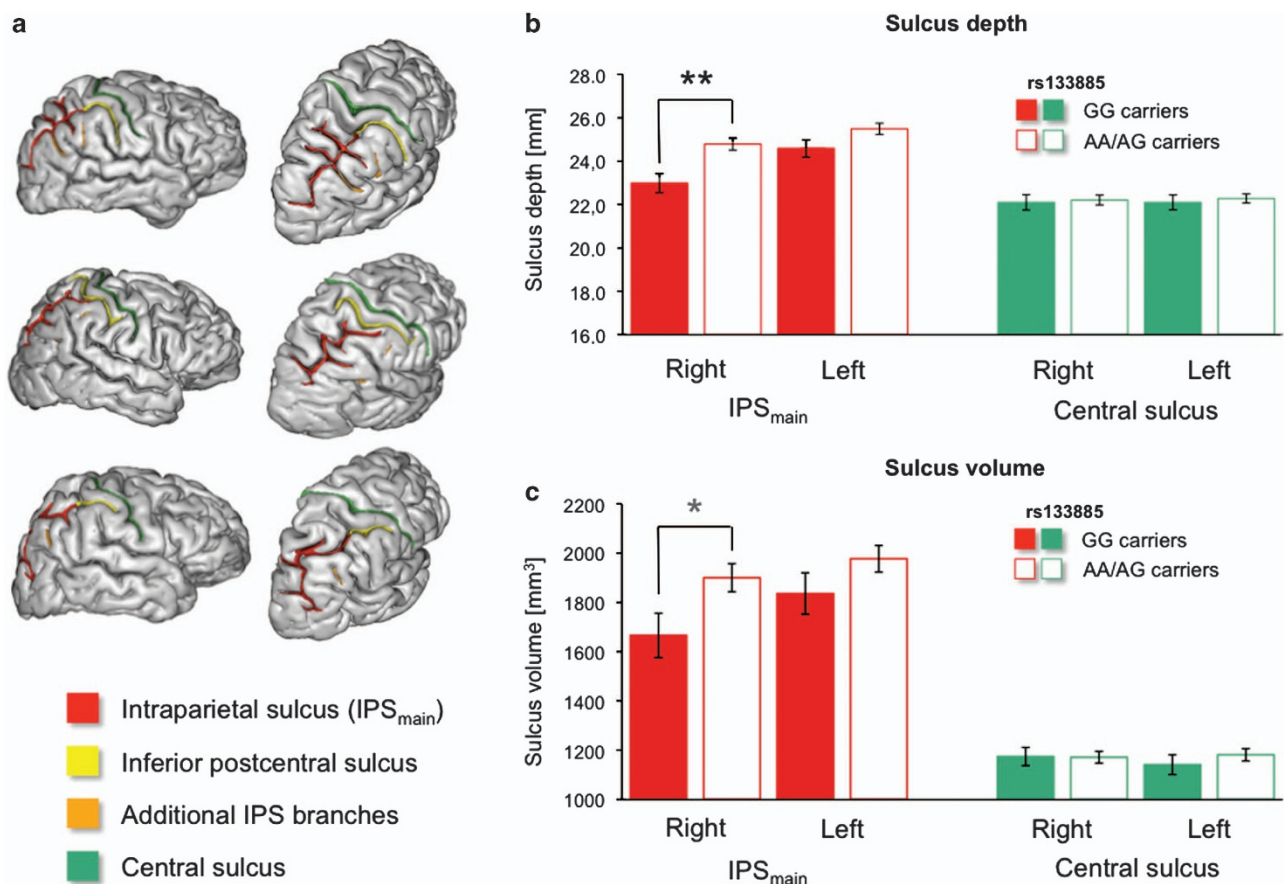 a
Intraparietal sulcus (IPSmain)
Inferior postcentral sulcus
Additional IPS branches
Central sulcus
b
Sulcus depth
Sulcus depth [mm]
28.0
26.0
24,0
22.0
20.0
18.0
16.0
**
rs133885
GG carriers
AA/AG carriers
Right
Left
Right
Left
IPSmain
Central sulcus
c
Sulcus volume
Sulcus volume [mm³]
2200
2000
1800
1600
1400
1200
1000
*
rs133885
GG carriers
AA/AG carriers
Right
Left
Right
Left
IPSmain
Central sulcus